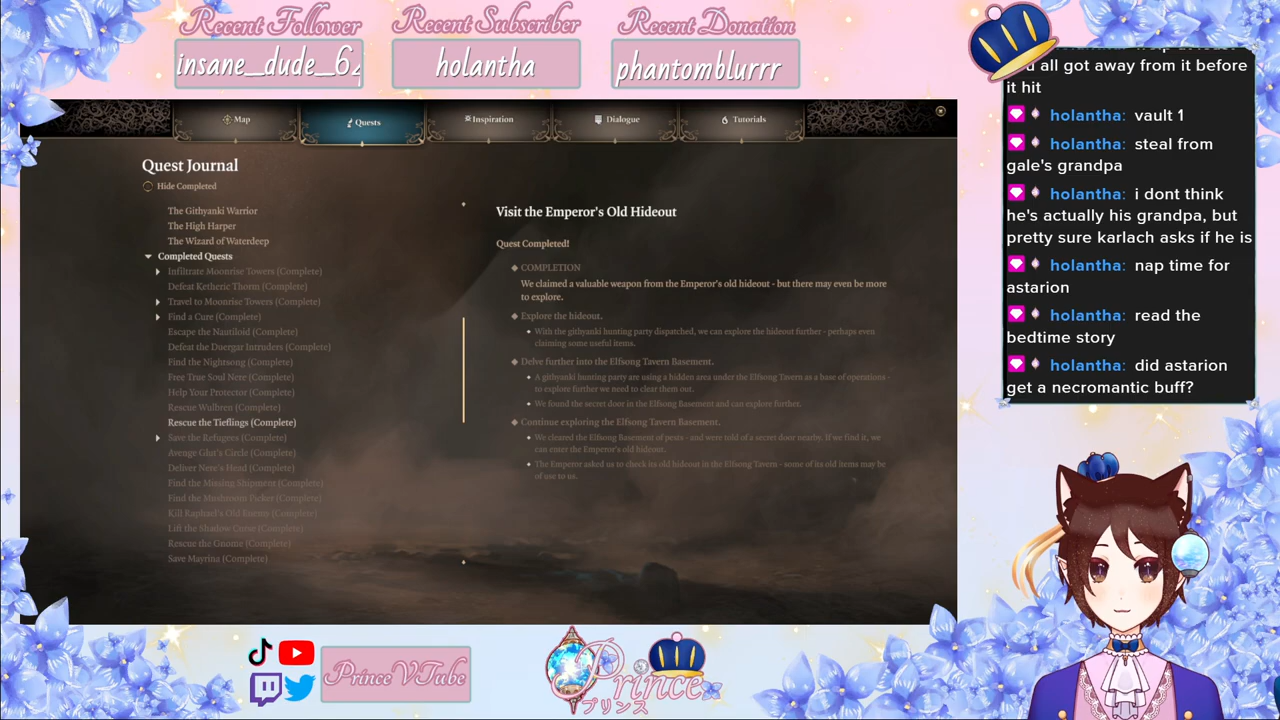 Recent Follower
insane_dude_64
Recent Subscriber
holantha
Recent Donation
phantomblurrr
Map
Quests
Inspiration
Dialogue
Tutorials
Quest Journal
Hide Completed
The Githyanki Warrior
The High Harper
The Wizard of Waterdeep
Completed Quests
Infiltrate Moonrise Towers (Complete)
Defeat Ketheric Thorm (Complete)
Travel to Moonrise Towers (Complete)
Find a Cure (Complete)
Escape the Nautiloid (Complete)
Defeat the Duergar Intruders (Complete)
Find the Nightsong (Complete)
Free True Soul Nere (Complete)
Help Your Protector (Complete)
Rescue Wulbren (Complete)
Rescue the Tieflings (Complete)
Save the Refugees (Complete)
Avenge Glut's Circle (Complete)
Deliver Nere's Head (Complete)
Find the Missing Shipment (Complete)
Find the Mushroom Picker (Complete)
Kill Raphael's Old Enemy (Complete)
Lift the Shadow Curse (Complete)
Rescue the Gnome (Complete)
Save Mayrina (Complete)
Visit the Emperor's Old Hideout
Quest Completed!
COMPLETION
We claimed a valuable weapon from the Emperor's old hideout - but there may even be more
to explore.
Explore the hideout.
With the githyanki hunting party dispatched, we can explore the hideout further - perhaps even
claiming some useful items.
Delve further into the Elfsong Tavern Basement.
A githyanki hunting party are using a hidden area under the Elfsong Tavern as a base of operations -
to explore further we need to clear them out.
We found the secret door in the Elfsong Basement and can explore further.
Continue exploring the Elfsong Tavern Basement.
We cleared the Elfsong Basement of pests - and were told of a secret door nearby. If we find it, we
can enter the Emperor's old hideout.
The Emperor asked us to check its old hideout in the Elfsong Tavern - some of its old items may be
of use to us.
all got away from it before
it hit
holantha: vault 1
holantha: steal from
gale's grandpa
holantha: i dont think
he's actually his grandpa, but
pretty sure karlach asks if he is
holantha: nap time for
astarion
holantha: read the
bedtime story
holantha: did astarion
get a necromantic buff?
Prince VTube
Prince
プリンス